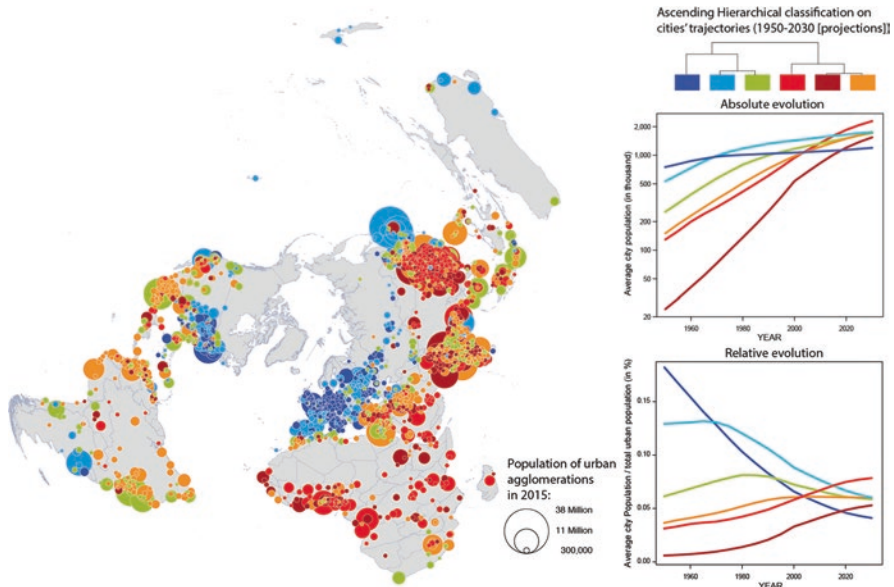 Ascending Hierarchical classification on
cities' trajectories (1950-2030 [projections])
Absolute evolution
Average city population (in thousand)
2,000
1,000
500
200
100
50
20
1960
1980
2000
2020
YEAR
Relative evolution
Average city Population / total urban population (in %)
0.15
0.10
0.05
0.00
1960
1980
2000
2020
YEAR
Population of urban
agglomerations
in 2015:
38 Million
11 Million
300,000